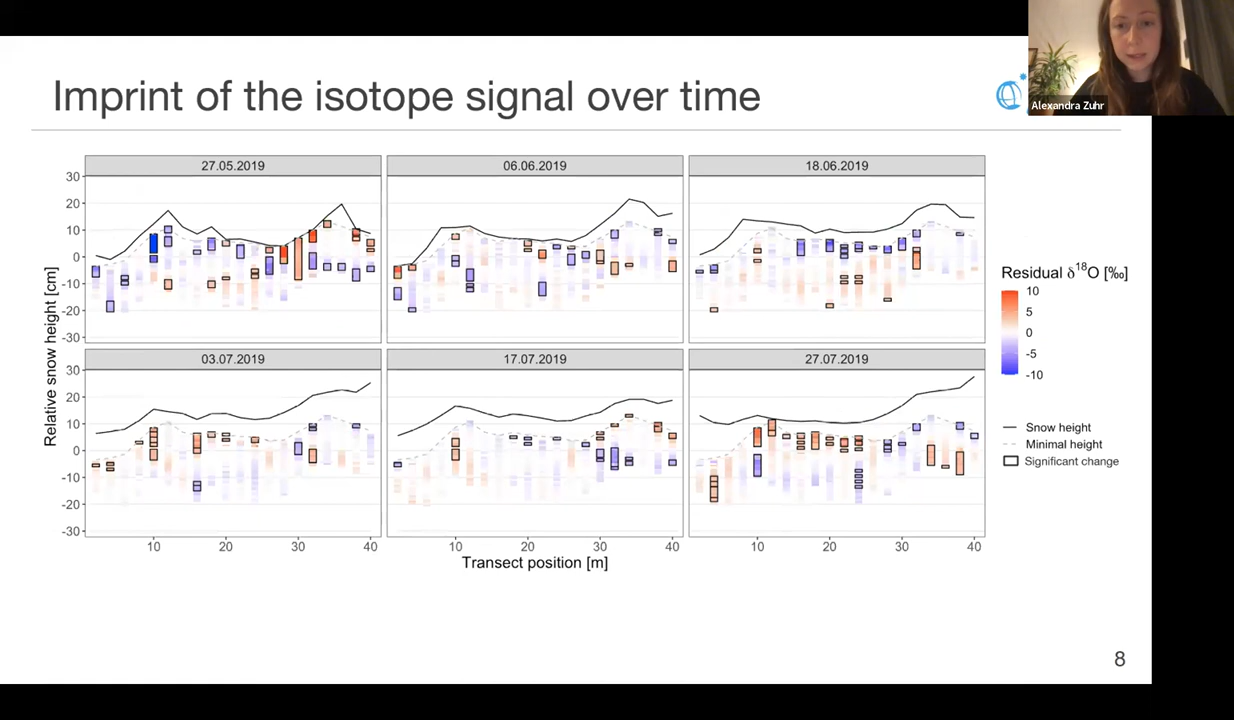 Imprint of the isotope signal over time
Alexandra Zuhr
27.05.2019 06.06.2019 18.06.2019
30
20
10
0
-10
-20
-30
03.07.2019 17.07.2019 27.07.2019
30
20
10
0
-10
-20
-30
10 20 30 40 10 20 30 40 10 20 30 40
Relative snow height [cm]
Transect position [m]
Residual δ¹⁸O [‰]
10
5
0
-5
-10
Snow height
Minimal height
Significant change
8